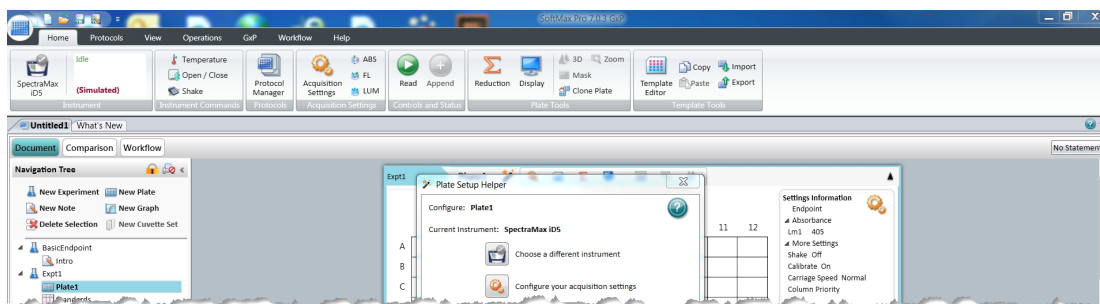 SoftMax Pro 7.0.3 GxP
Home Protocols View Operations GxP Workflow Help
Idle
(Simulated)
SpectraMax iD5
Instrument
Temperature
Open / Close
Shake
Instrument Commands
Protocol Manager
Protocols
Acquisition Settings
ABS
FL
LUM
Acquisition Settings
Read
Append
Controls and Status
Reduction
Display
3D Zoom
Mask
Clone Plate
Plate Tools
Template Editor
Copy Import
Paste Export
Template Tools
Untitled1 What's New
Document Comparison Workflow
No Statement
Navigation Tree
New Experiment New Plate
New Note New Graph
Delete Selection New Cuvette Set
BasicEndpoint
Intro
Expt1
Plate1
Standards
Expt1
Plate Setup Helper
Configure: Plate1
Current Instrument: SpectraMax iD5
Choose a different instrument
Configure your acquisition settings
11 12
A
B
C
Settings Information
Endpoint
Absorbance
Lm1 405
More Settings
Shake Off
Calibrate On
Carriage Speed Normal
Column Priority